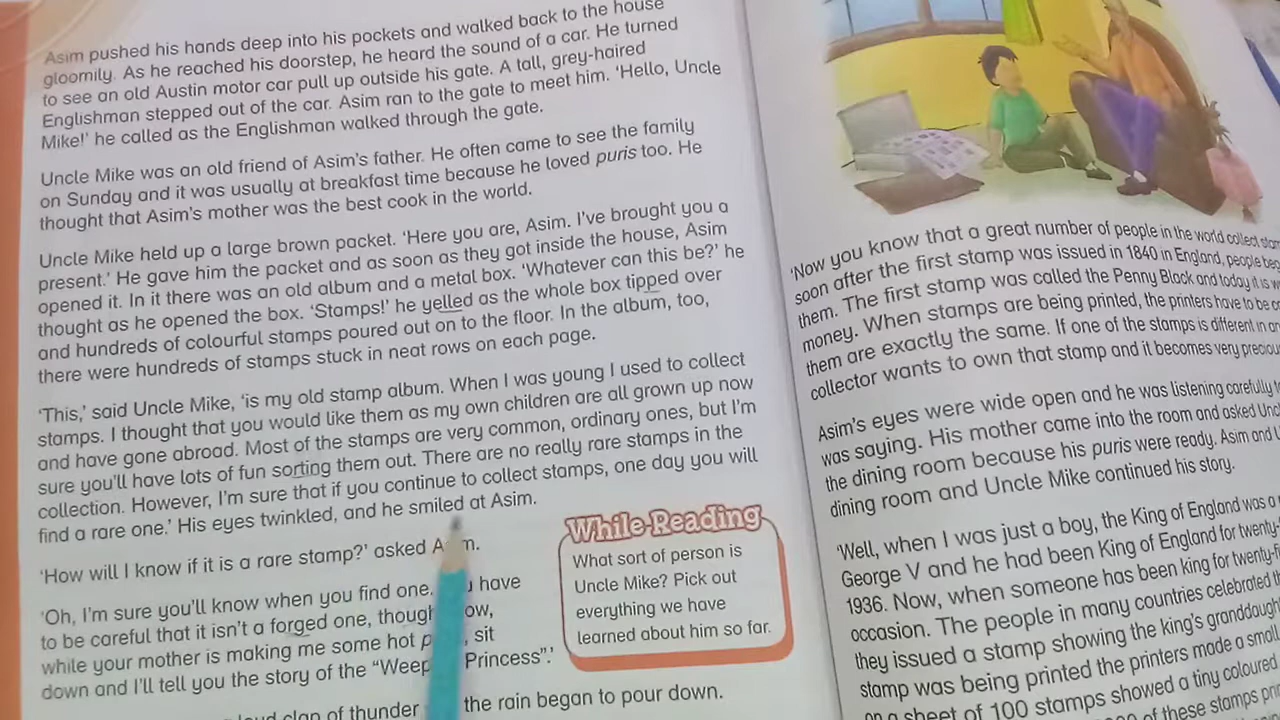 Asim pushed his hands deep into his pockets and walked back to the house
gloomily. As he reached his doorstep, he heard the sound of a car. He turned
to see an old Austin motor car pull up outside his gate. A tall, grey-haired
Englishman stepped out of the car. Asim ran to the gate to meet him. ‘Hello, Uncle
Mike!’ he called as the Englishman walked through the gate.
Uncle Mike was an old friend of Asim’s father. He often came to see the family
on Sunday and it was usually at breakfast time because he loved puris too. He
thought that Asim’s mother was the best cook in the world.
Uncle Mike held up a large brown packet. ‘Here you are, Asim. I’ve brought you a
present.’ He gave him the packet and as soon as they got inside the house, Asim
opened it. In it there was an old album and a metal box. ‘Whatever can this be?’ he
thought as he opened the box. ‘Stamps!’ he yelled as the whole box tipped over
and hundreds of colourful stamps poured out on to the floor. In the album, too,
there were hundreds of stamps stuck in neat rows on each page.
‘This,’ said Uncle Mike, ‘is my old stamp album. When I was young I used to collect
stamps. I thought that you would like them as my own children are all grown up now
and have gone abroad. Most of the stamps are very common, ordinary ones, but I’m
sure you’ll have lots of fun sorting them out. There are no really rare stamps in the
collection. However, I’m sure that if you continue to collect stamps, one day you will
find a rare one.’ His eyes twinkled, and he smiled at Asim.
‘How will I know if it is a rare stamp?’ asked
‘Oh, I’m sure you’ll know when you find one. have
to be careful that it isn’t a forged one,
while your mother is making me some hot sit
down and I’ll tell you the story of the Princess”.’
clap of thunder the rain began to pour down.
While-Reading
What sort of person is
Uncle Mike? Pick out
everything we have
learned about him so far.
‘Now you know that a great number of people in the world collect
soon after the first stamp was issued in 1840 in England, people
them. The first stamp was called the Penny Black and today it is
money. When stamps are being printed, the printers have to be
them are exactly the same. If one of the stamps is different in
collector wants to own that stamp and it becomes very
Asim’s eyes were wide open and he was listening carefully
was saying. His mother came into the room and asked
the dining room because his puris were ready. Asim and
dining room and Uncle Mike continued his story.
‘Well, when I was just a boy, the King of England was
George V and he had been King of England for
1936. Now, when someone has been king for
occasion. The people in many countries celebrated
they issued a stamp showing the king’s
stamp was being printed the printers made a
on a sheet of 100 stamps showed a tiny coloured
of these stamps